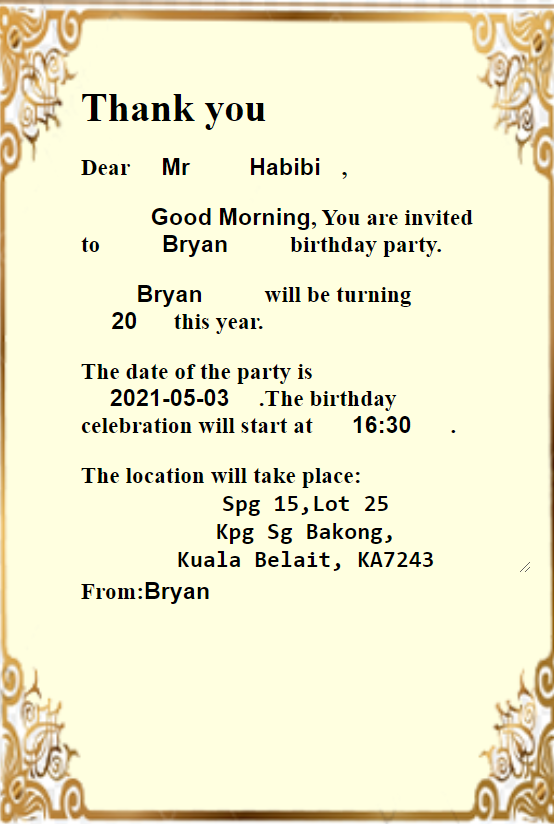 Thank you
Dear Mr Habibi ,
Good Morning, You are invited
to Bryan birthday party.
Bryan will be turning
20 this year.
The date of the party is
2021-05-03 .The birthday
celebration will start at 16:30 .
The location will take place:
Spg 15,Lot 25
Kpg Sg Bakong,
Kuala Belait, KA7243
From:Bryan